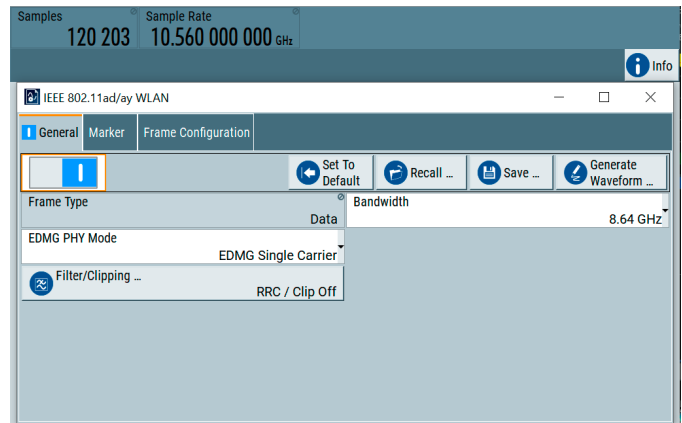 Samples
120 203
Sample Rate
10.560 000 000 GHz
Info
IEEE 802.11ad/ay WLAN
General
Marker
Frame Configuration
Set To
Default
Recall ...
Save ...
Generate
Waveform ...
Frame Type
Data
Bandwidth
8.64 GHz
EDMG PHY Mode
EDMG Single Carrier
Filter/Clipping ...
RRC / Clip Off